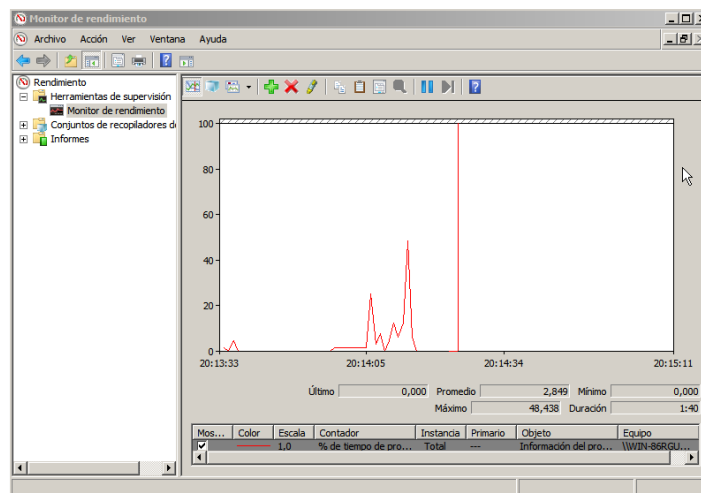 Monitor de rendimiento
Archivo Acción Ver Ventana Ayuda
Rendimiento
Herramientas de supervisión
Monitor de rendimiento
Conjuntos de recopiladores d
Informes
100
80
60
40
20
0
20:13:33 20:14:05 20:14:34 20:15:11
Último 0,000 Promedio 2,849 Mínimo 0,000
Máximo 48,438 Duración 1:40
Mos... Color Escala Contador Instancia Primario Objeto Equipo
1,0 % de tiempo de pro... _Total --- Información del pro... \\WIN-86RGU...